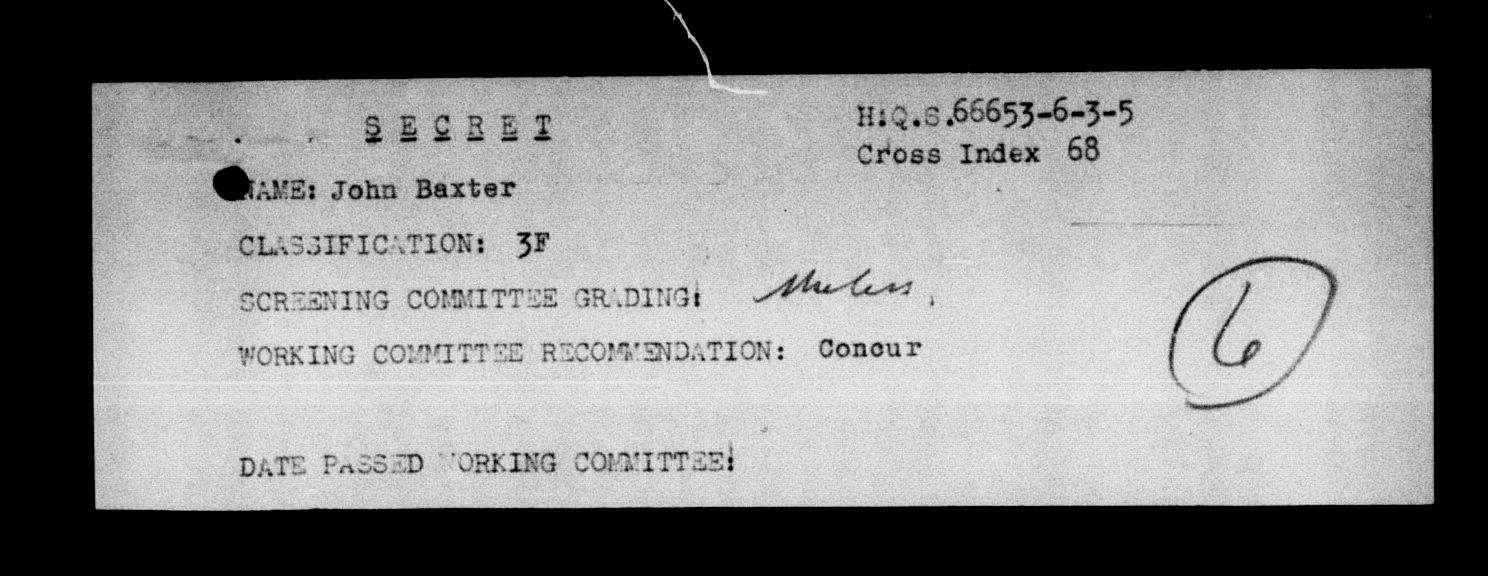 SECRET
H.Q.S.66653-6-3-5
Cross Index 68
NAME: John Baxter
CLASSIFICATION: 3F
SCREENING COMMITTEE GRADING:
WORKING COMMITTEE RECOMMENDATION: Concur
6
DATE PASSED WORKING COMMITTEE: